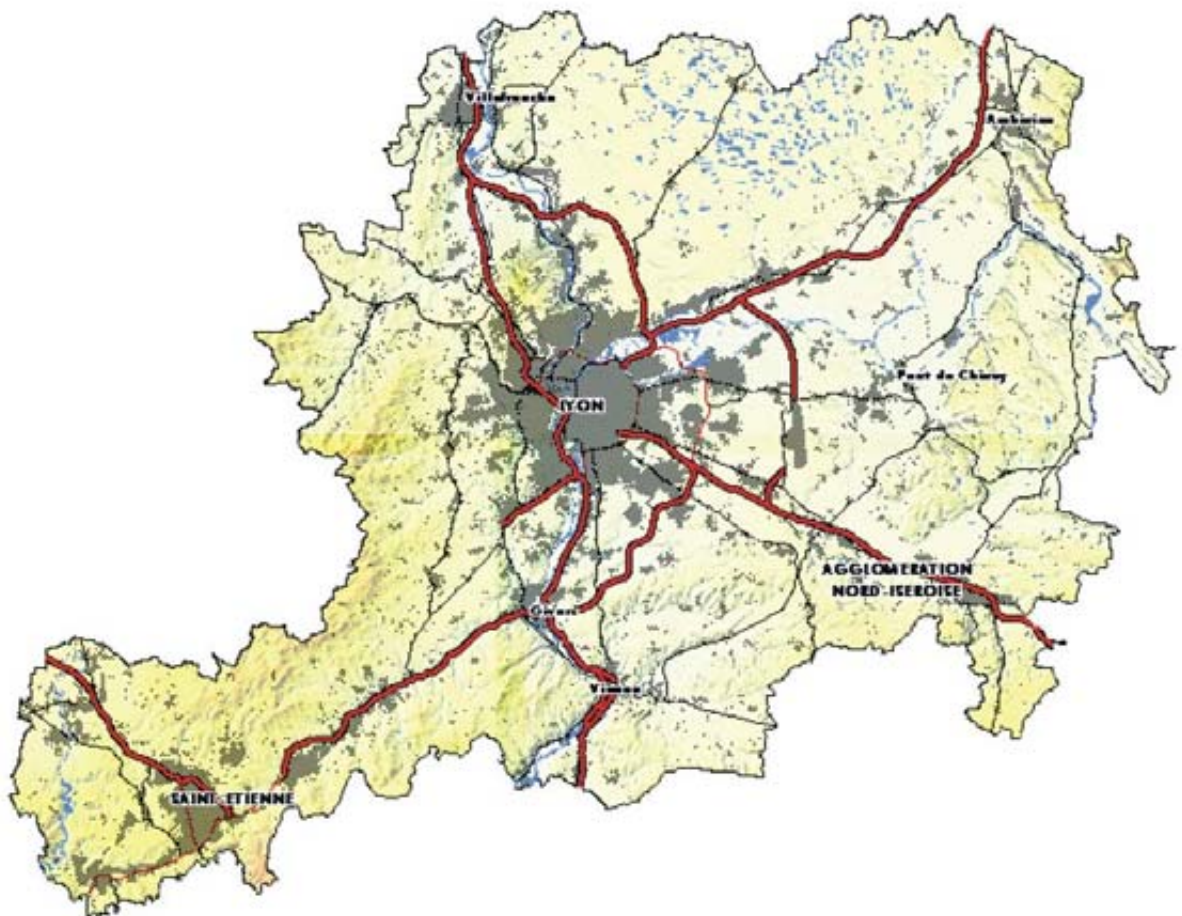 Villefranche
Ambérieu
Pont de Chéruy
LYON
AGGLOMERATION
NORD-ISEROISE
Givors
Vienne
SAINT-ETIENNE